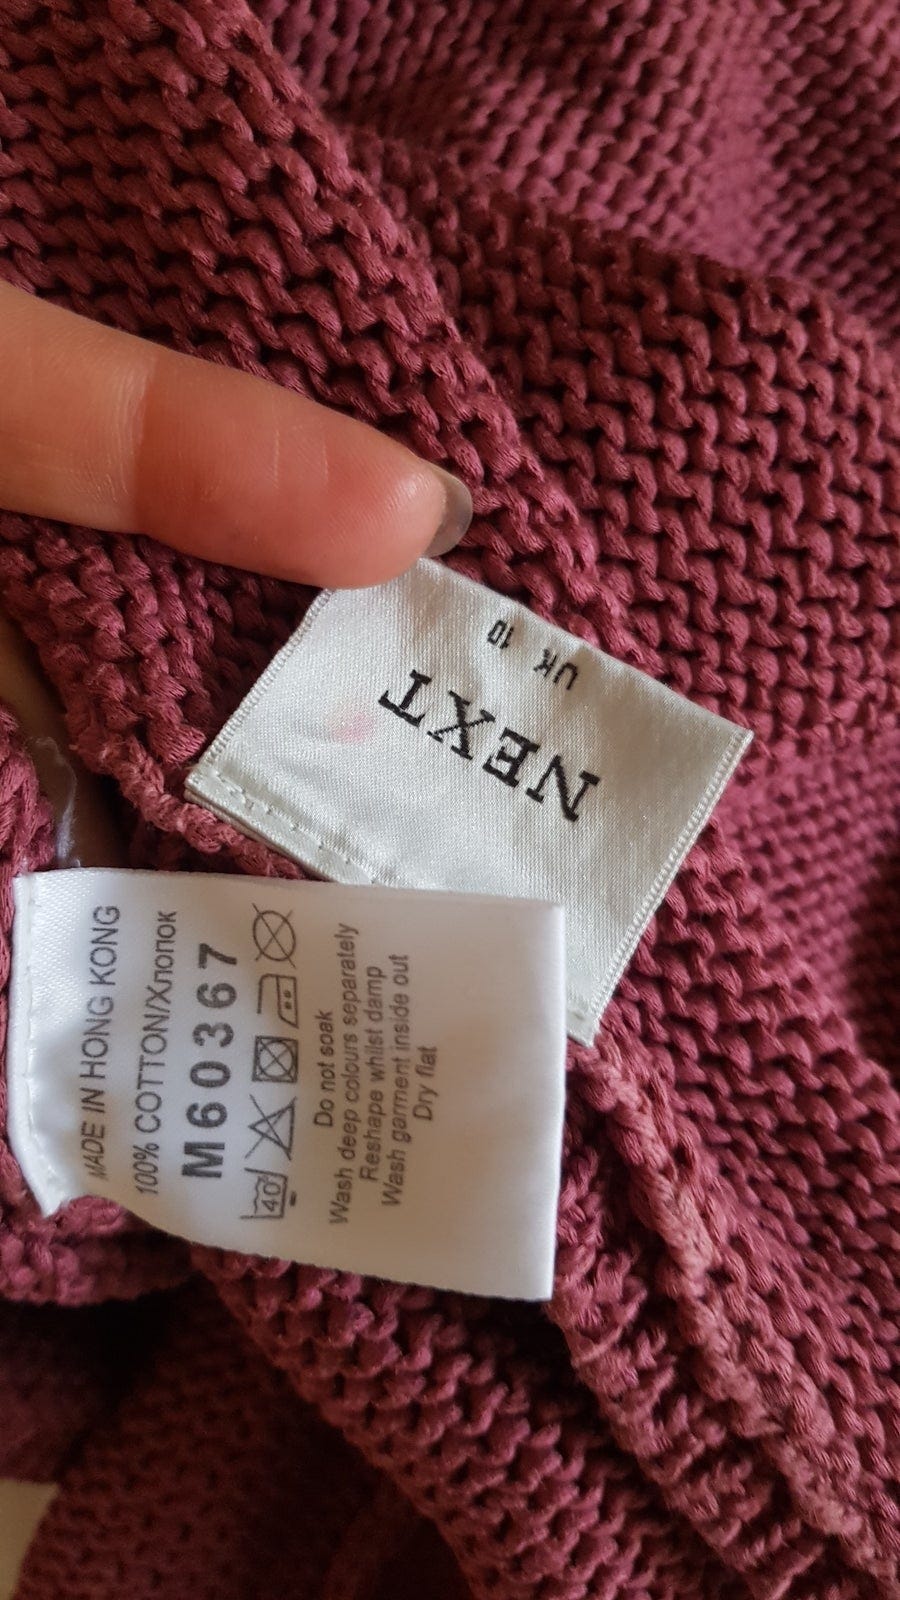 NEXT
UK 10
MADE IN HONG KONG
100% COTTON/Хлопок
M60367
40
Do not soak
Wash deep colours separately
Reshape whilst damp
Wash garment inside out
Dry flat